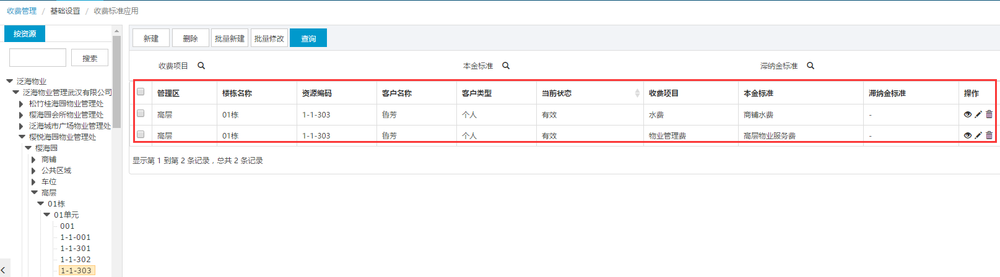 收费管理 / 基础设置 / 收费标准应用
按资源
搜索
泛海物业
泛海物业管理武汉有限公司
松竹桂海园物业管理处
樱海园会所物业管理处
泛海城市广场物业管理处
樱悦海园物业管理处
樱海园
商铺
公共区域
车位
高层
01栋
01单元
001
1-1-001
1-1-301
1-1-302
1-1-303
新建 删除 批量新建 批量修改 查询
收费项目 本金标准 滞纳金标准
管理区 楼栋名称 资源编码 客户名称 客户类型 当前状态 收费项目 本金标准 滞纳金标准 操作
高层 01栋 1-1-303 鲁芳 个人 有效 水费 商铺水费 -
高层 01栋 1-1-303 鲁芳 个人 有效 物业管理费 高层物业服务费 -
显示第 1 到第 2 条记录，总共 2 条记录